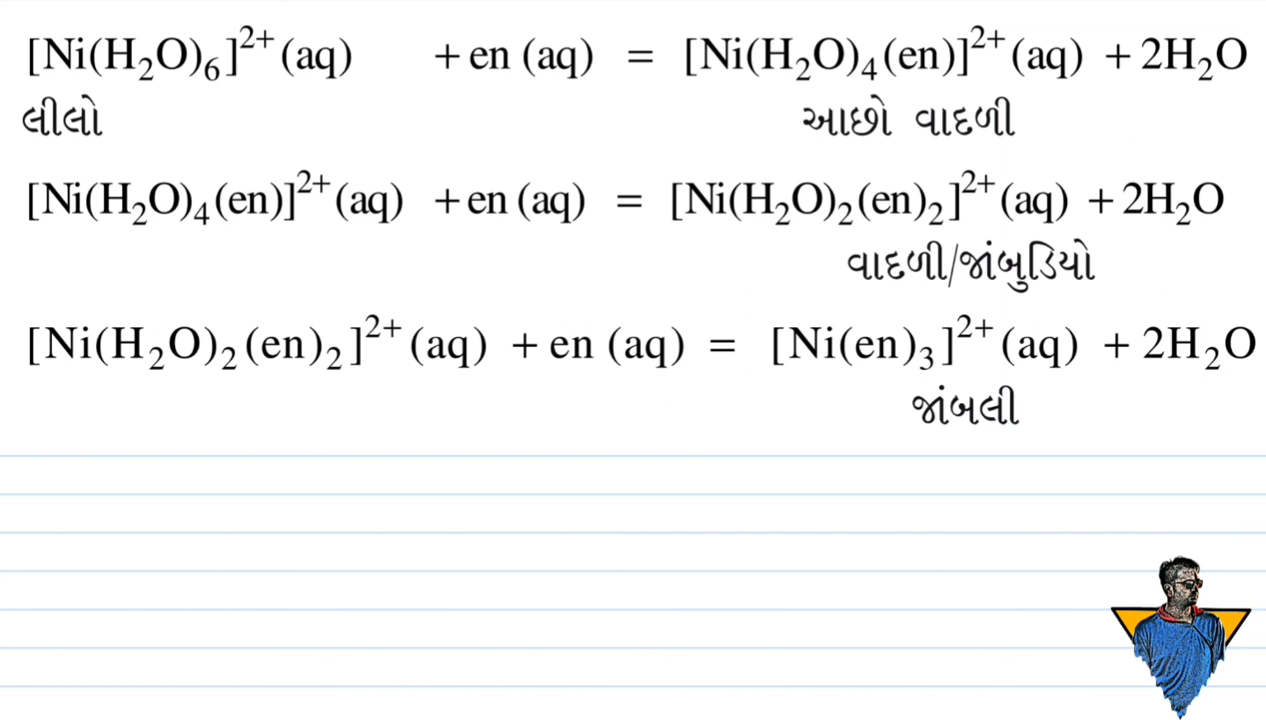 [Ni(H₂O)₆]²⁺(aq) + en (aq) = [Ni(H₂O)₄(en)]²⁺(aq) + 2H₂O
લીલો આછો વાદળી
[Ni(H₂O)₄(en)]²⁺(aq) + en (aq) = [Ni(H₂O)₂(en)₂]²⁺(aq) + 2H₂O
વાદળી/જાંબુડિયો
[Ni(H₂O)₂(en)₂]²⁺(aq) + en (aq) = [Ni(en)₃]²⁺(aq) + 2H₂O
જાંબલી